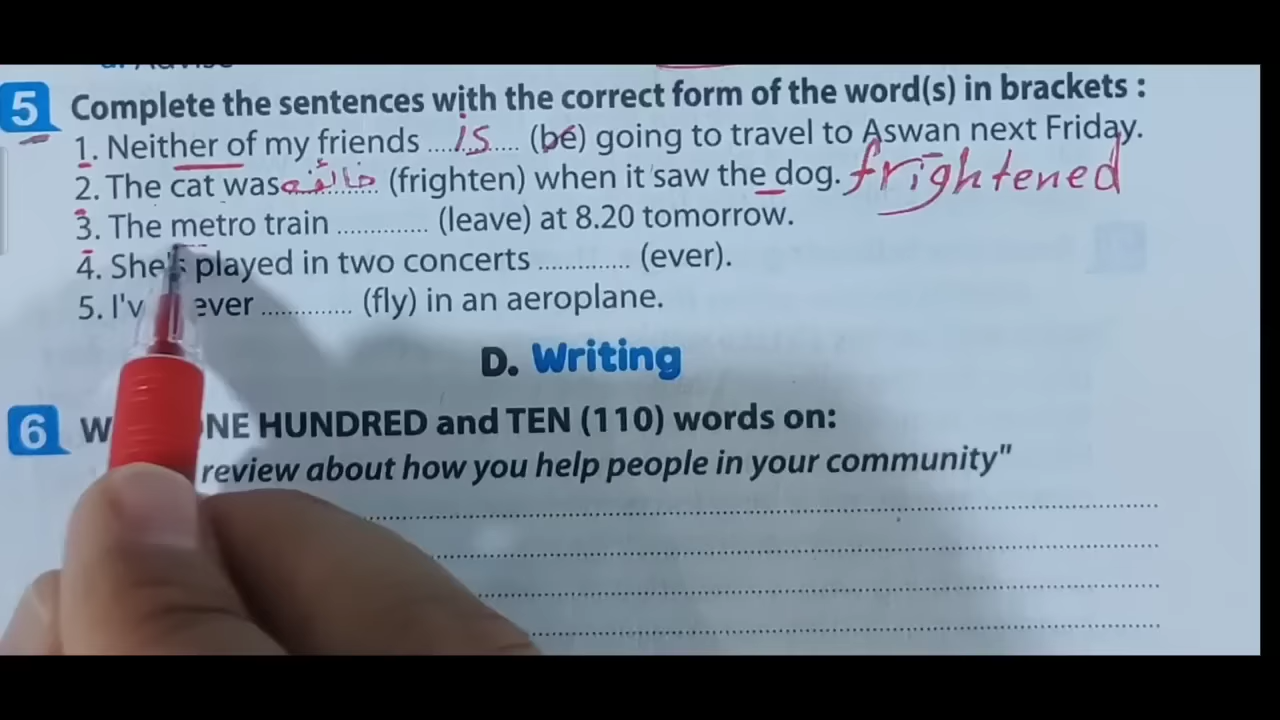 5 Complete the sentences with the correct form of the word(s) in brackets :
1. Neither of my friends ....is.... (be) going to travel to Aswan next Friday.
2. The cat was خائفه (frighten) when it saw the dog. frightened
3. The metro train ............. (leave) at 8.20 tomorrow.
4. She's played in two concerts ............. (ever).
5. I'v ever ............. (fly) in an aeroplane.
D. Writing
6 W NE HUNDRED and TEN (110) words on:
review about how you help people in your community"